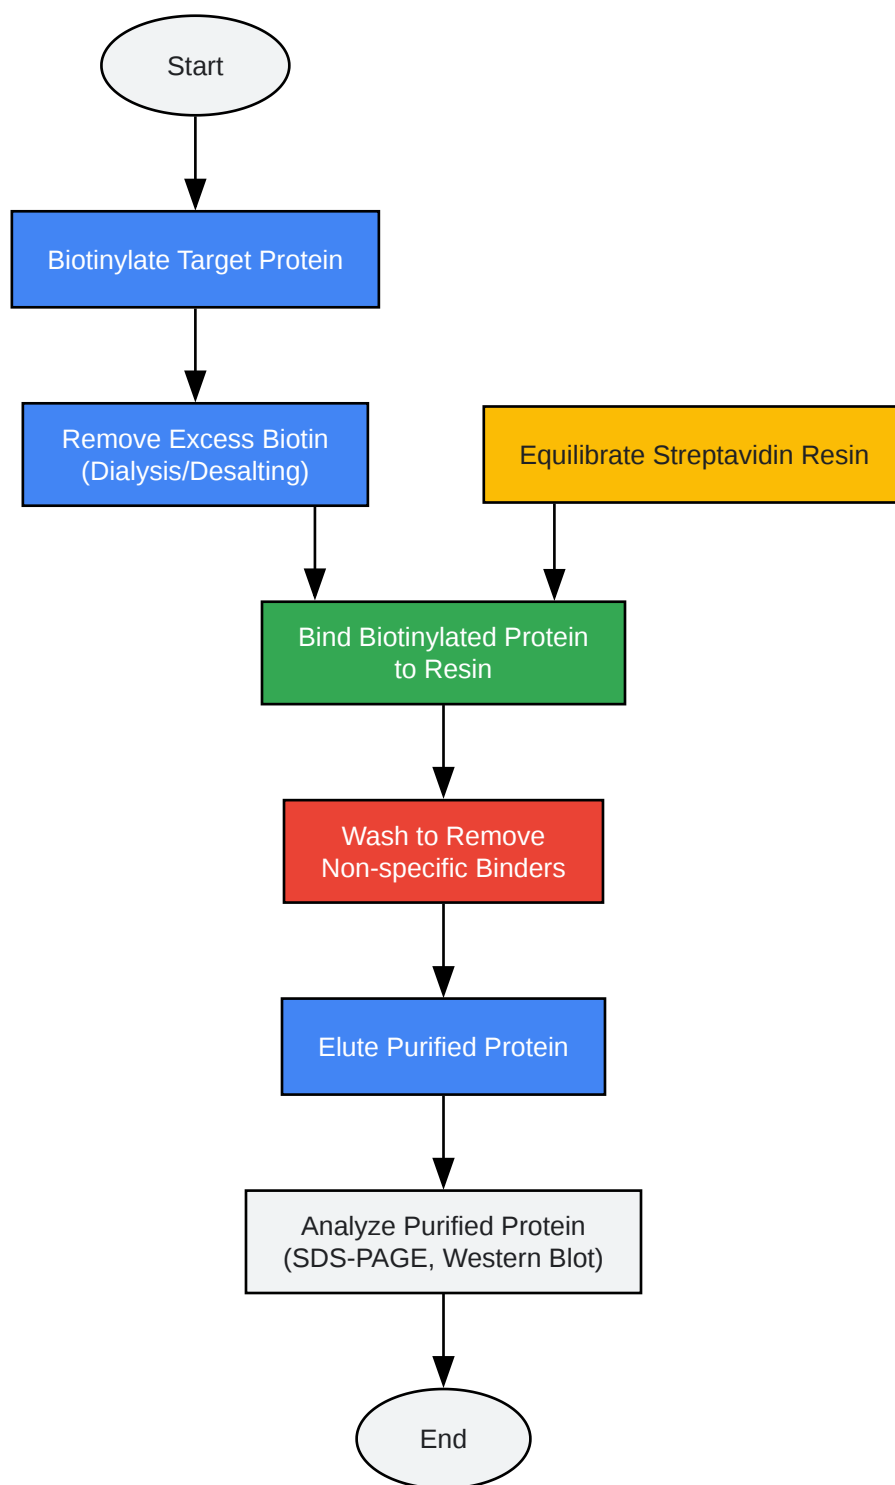 Start
Biotinylate Target Protein
Remove Excess Biotin
(Dialysis/Desalting)
Equilibrate Streptavidin Resin
Bind Biotinylated Protein
to Resin
Wash to Remove
Non-specific Binders
Elute Purified Protein
Analyze Purified Protein
(SDS-PAGE, Western Blot)
End